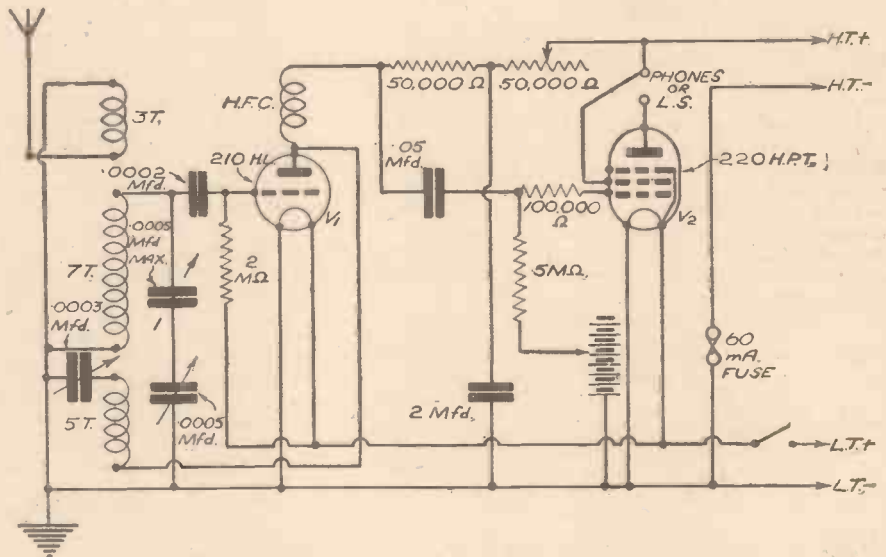 H.T.+
H.T.-
50,000 Ω
50,000 Ω
PHONES
OR
L.S.
H.F.C.
3T.
.0002
Mfd.
210 H.L.
V1
.05
Mfd.
220 H.P.T.
100,000
Ω
V2
.0005
Mfd
MAX.
7T.
2
MΩ
5MΩ
.0003
Mfd.
1
60
mA.
FUSE
5T.
.0005
Mfd.
2 Mfd.
L.T.+
L.T.-